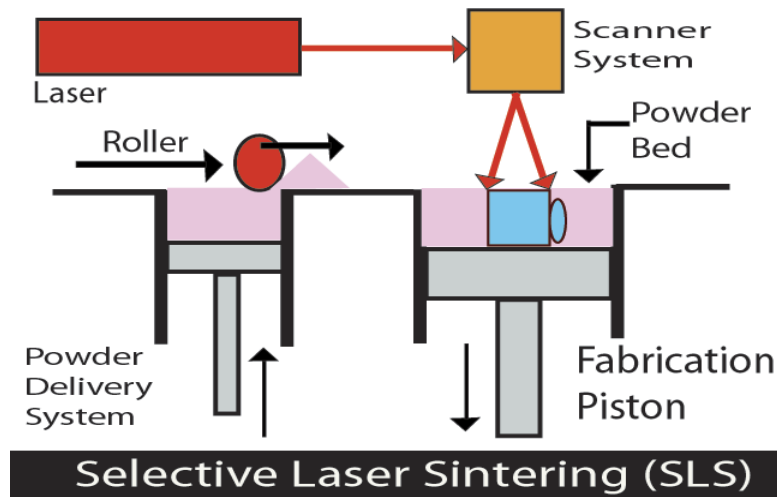 Scanner
System
Laser
Roller
Powder
Bed
Powder
Delivery
System
Fabrication
Piston
Selective Laser Sintering (SLS)